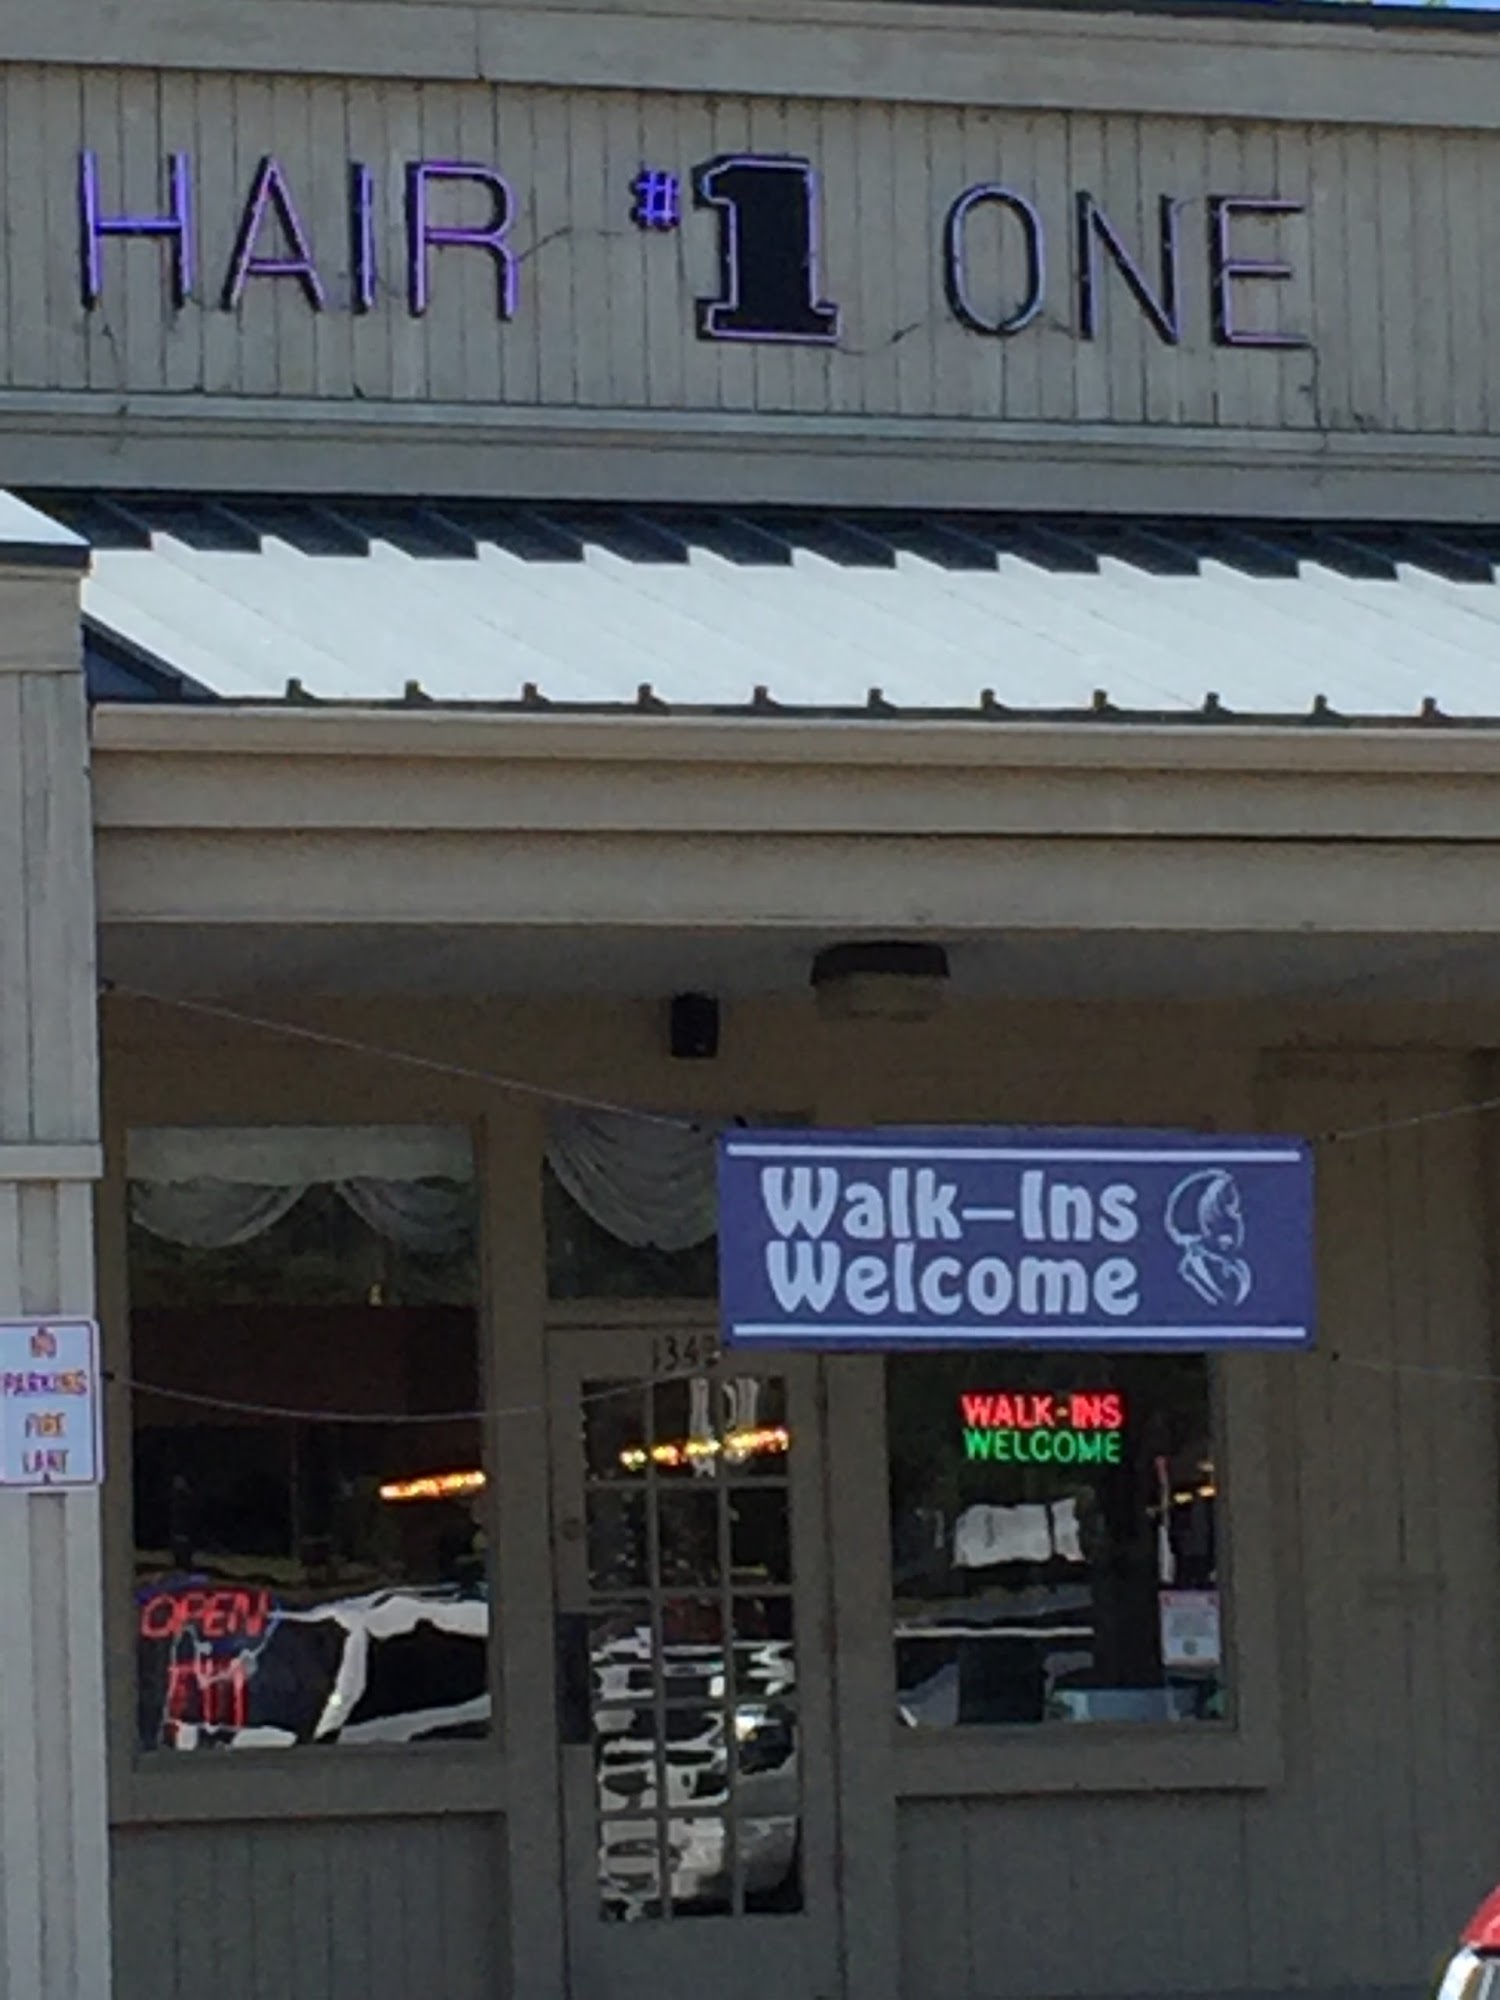 HAIR #1 ONE
Walk-Ins
Welcome
WALK-INS
WELCOME
NO
PARKING
FIRE
LANE
OPEN